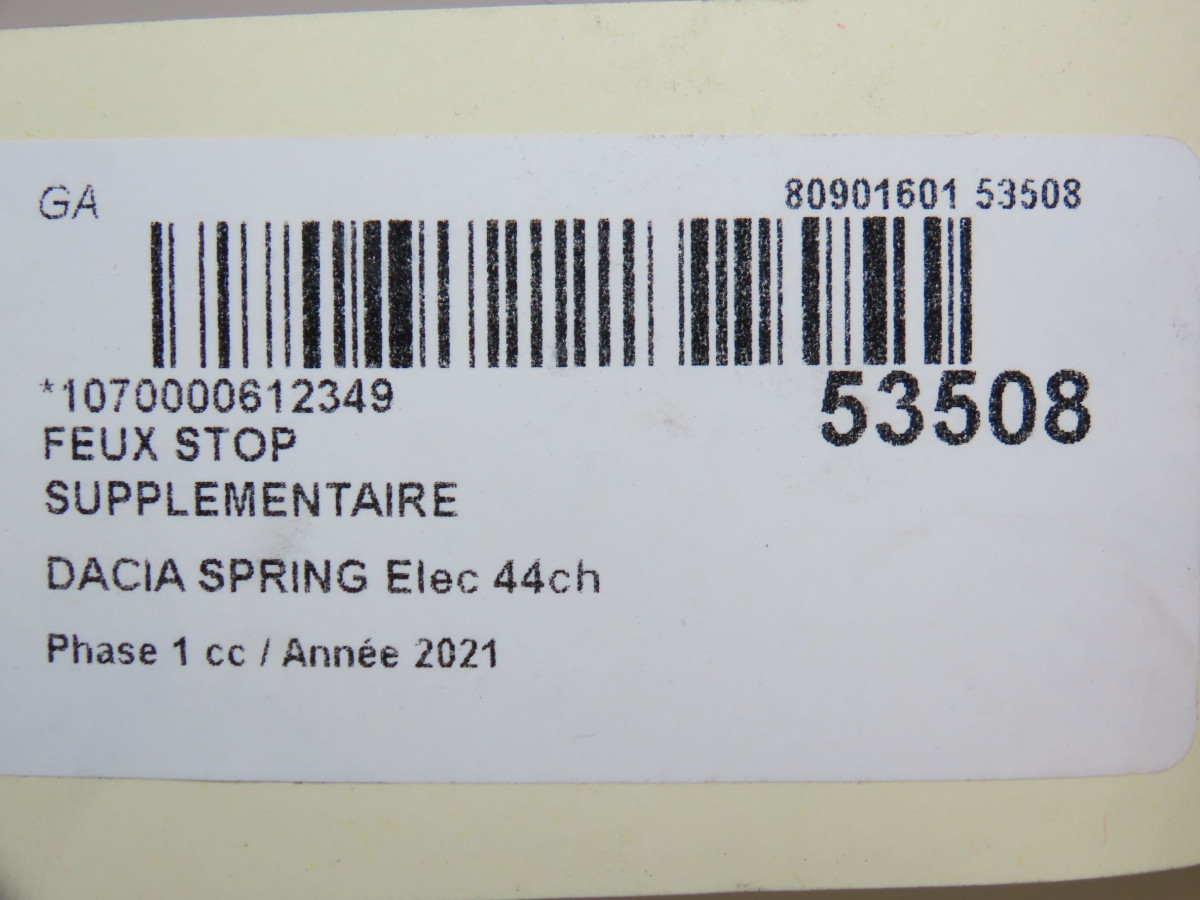 GA
80901601 53508
*1070000612349
53508
FEUX STOP
SUPPLEMENTAIRE
DACIA SPRING Elec 44ch
Phase 1 cc / Année 2021